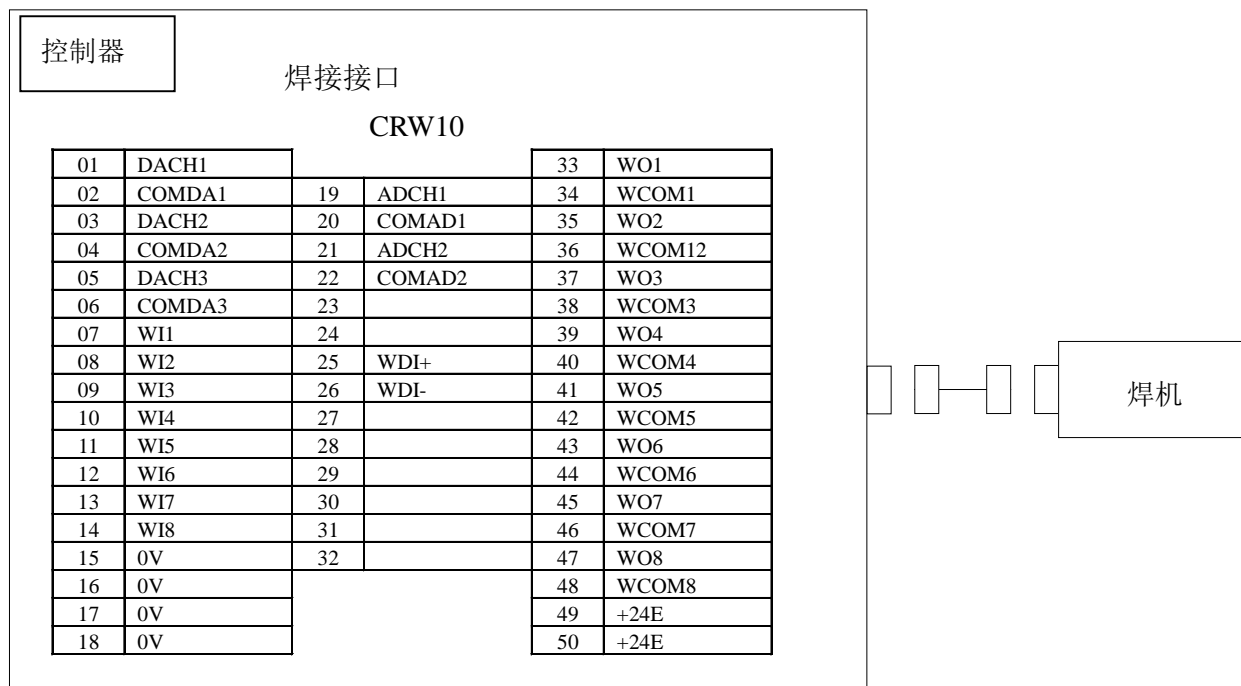 控制器
焊接接口
CRW10
01 DACH1 33 WO1
02 COMDA1 19 ADCH1 34 WCOM1
03 DACH2 20 COMAD1 35 WO2
04 COMDA2 21 ADCH2 36 WCOM12
05 DACH3 22 COMAD2 37 WO3
06 COMDA3 23 38 WCOM3
07 WI1 24 39 WO4
08 WI2 25 WDI+ 40 WCOM4
09 WI3 26 WDI- 41 WO5
10 WI4 27 42 WCOM5
11 WI5 28 43 WO6
12 WI6 29 44 WCOM6
13 WI7 30 45 WO7
14 WI8 31 46 WCOM7
15 0V 32 47 WO8
16 0V 48 WCOM8
17 0V 49 +24E
18 0V 50 +24E
焊机